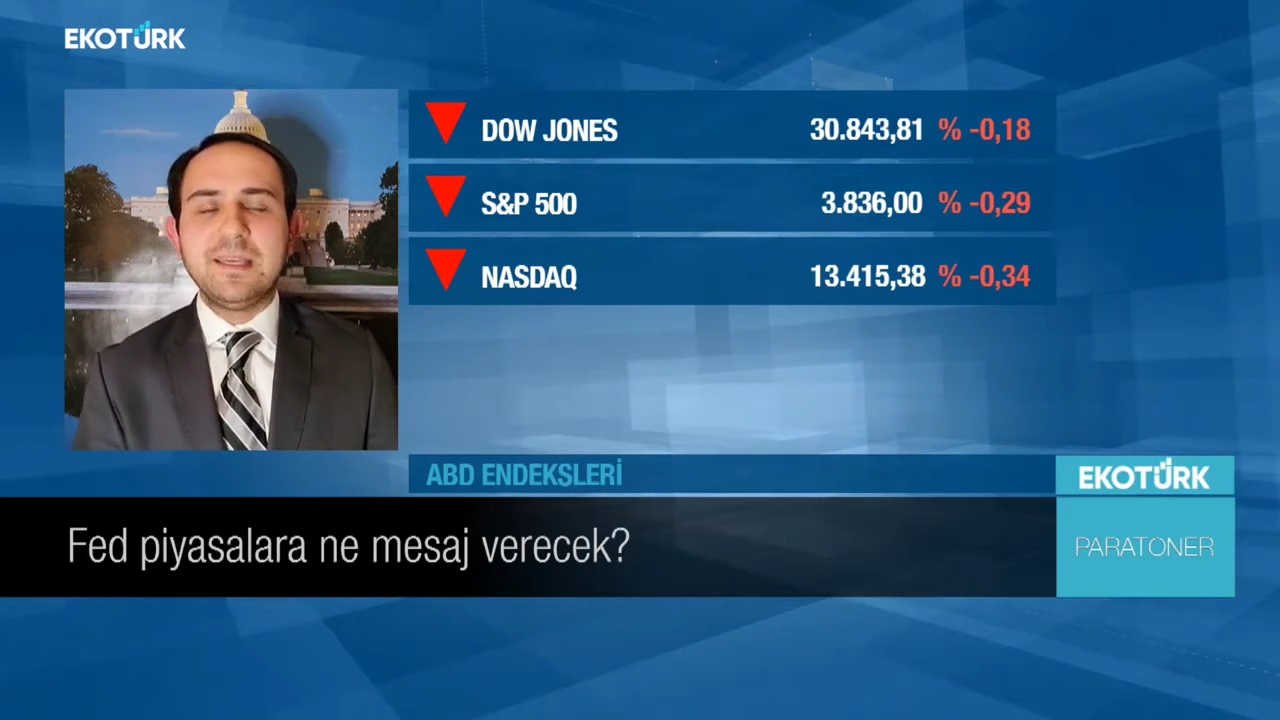 EKOTÜRK
DOW JONES 30.843,81 % -0,18
S&P 500 3.836,00 % -0,29
NASDAQ 13.415,38 % -0,34
ABD ENDEKSLERİ
EKOTÜRK
Fed piyasalara ne mesaj verecek?
PARATONER